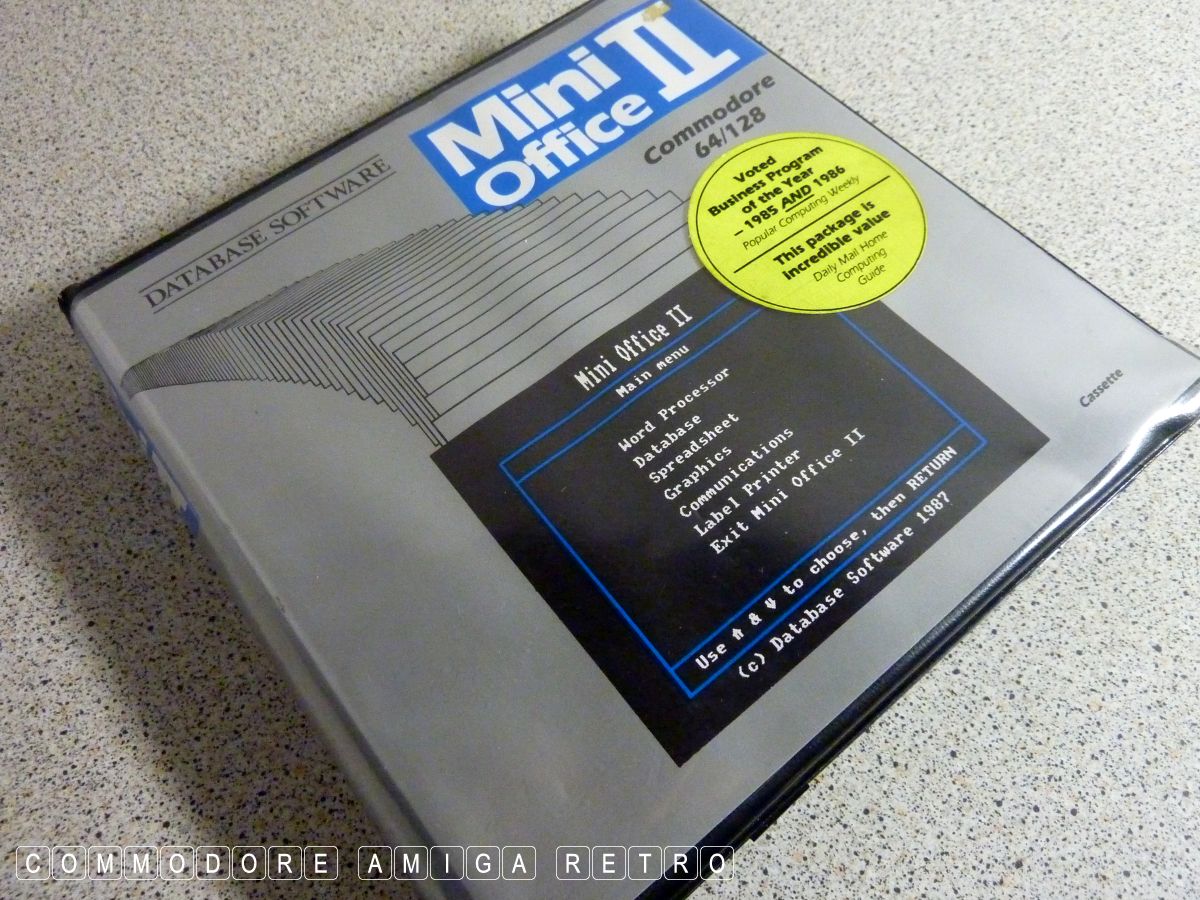 DATABASE SOFTWARE
Mini
Office II
Commodore
64/128
Voted
Business Program
of the Year
– 1985 AND 1986
Popular Computing Weekly
This package is
incredible value
Daily Mail Home
Computing
Guide
Mini Office II
Main menu
Word Processor
Database
Spreadsheet
Graphics
Communications
Label Printer
Exit Mini Office II
Use ⇑ & ⇓ to choose, then RETURN
(c) Database Software 1987
Cassette
COMMODORE AMIGA RETRO